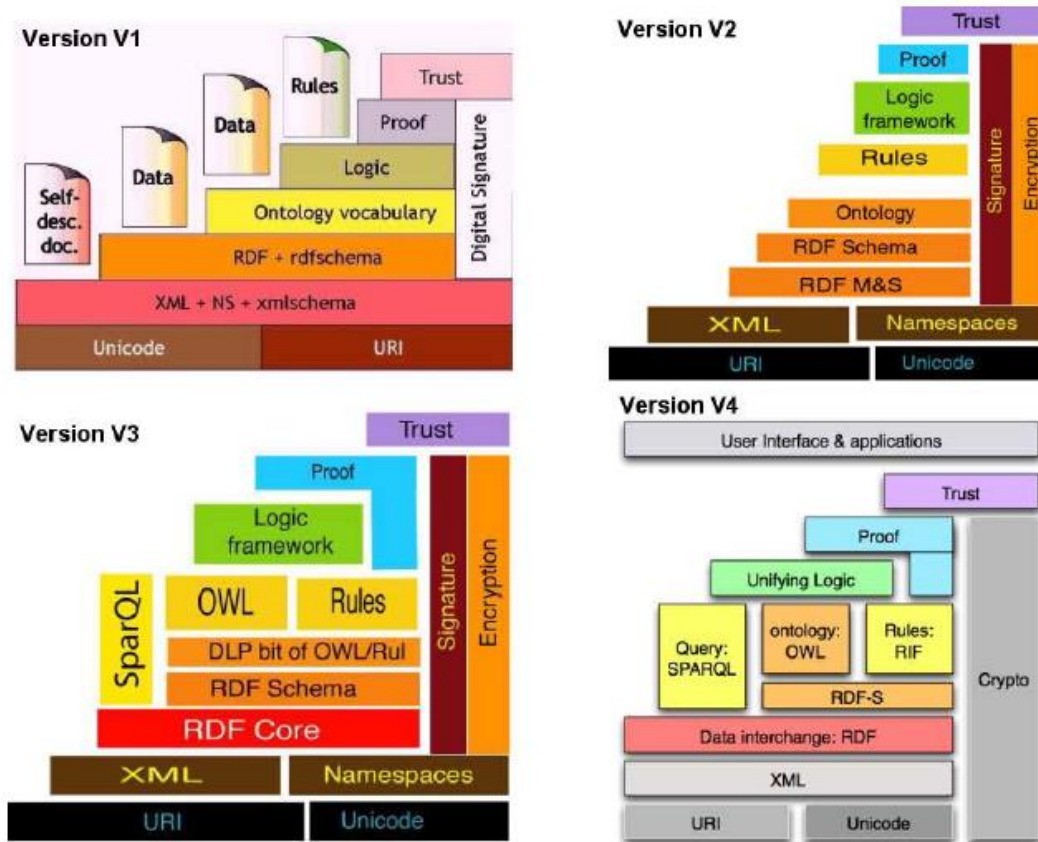 Version V1
Rules
Trust
Data
Proof
Data
Logic
Self-
desc.
doc.
Ontology vocabulary
Digital Signature
RDF + rdfschema
XML + NS + xmlschema
Unicode
URI
Version V2
Trust
Proof
Logic
framework
Rules
Signature
Encryption
Ontology
RDF Schema
RDF M&S
XML
Namespaces
URI
Unicode
Version V3
Trust
Proof
Logic
framework
Signature
Encryption
SparQL
OWL
Rules
DLP bit of OWL/Rul
RDF Schema
RDF Core
XML
Namespaces
URI
Unicode
Version V4
User Interface & applications
Trust
Proof
Unifying Logic
Query:
SPARQL
ontology:
OWL
Rules:
RIF
Crypto
RDF-S
Data interchange: RDF
XML
URI
Unicode